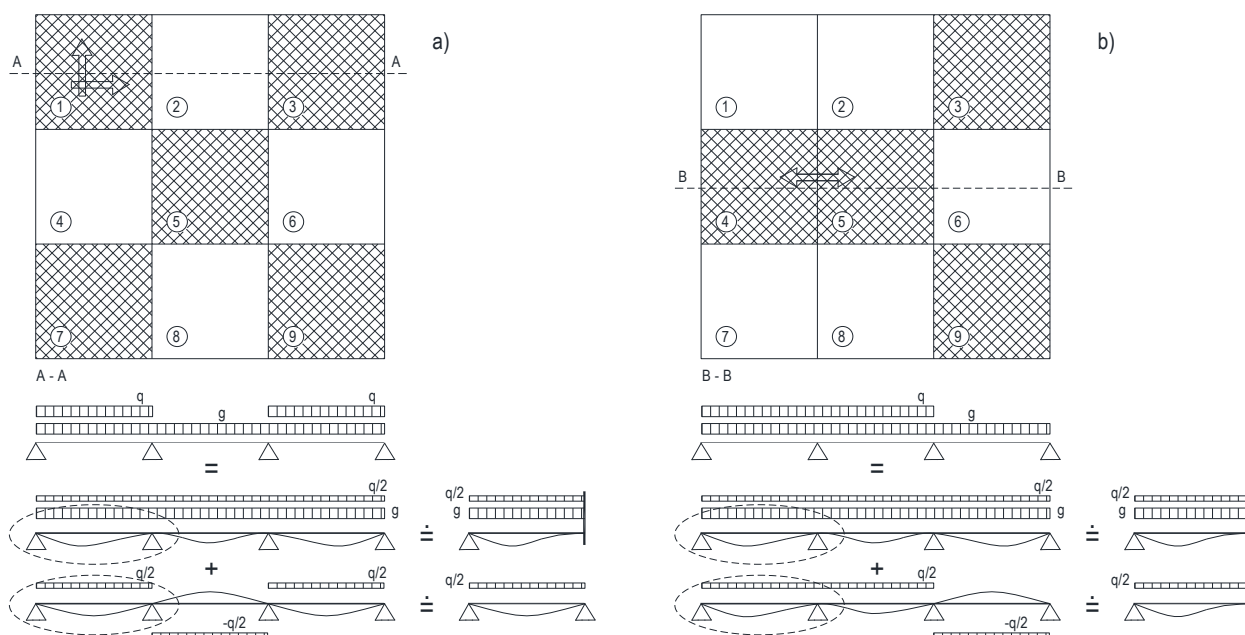 a)
A A
1 2 3
4 5 6
7 8 9
A - A
q q
g
=
q/2 q/2
g g
≐
+
q/2 q/2 q/2
≐
-q/2
b)
1 2 3
B B
4 5 6
7 8 9
B - B
q
g
=
q/2 q/2
g g
≐
+
q/2 q/2
≐
-q/2